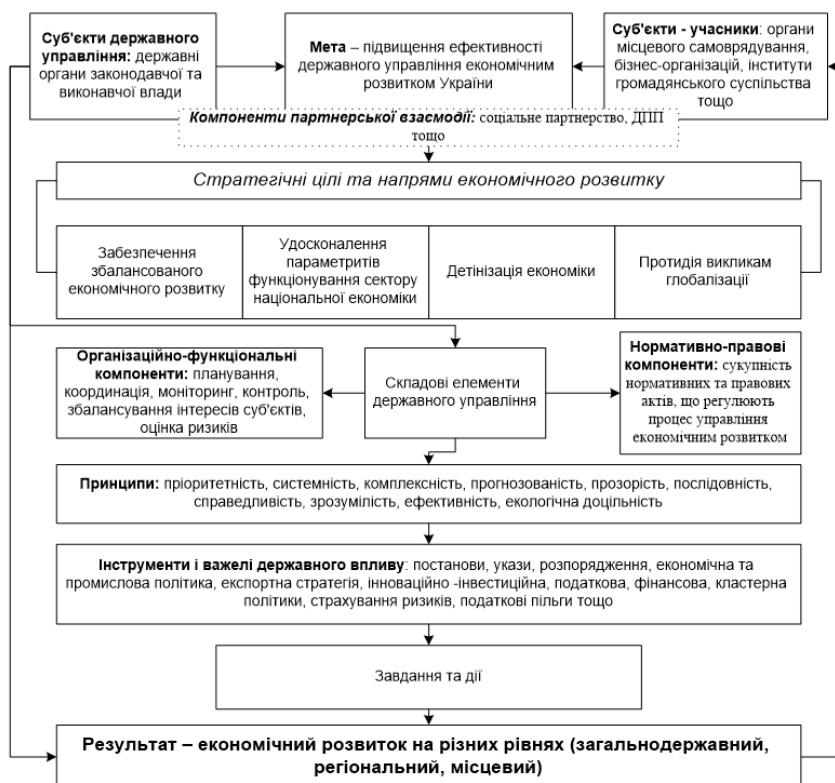 Суб'єкти державного
управління: державні
органи законодавчої та
виконавчої влади
Мета – підвищення ефективності
державного управління економічним
розвитком України
Суб'єкти - учасники: органи
місцевого самоврядування,
бізнес-організацій, інститути
громадянського суспільства
тощо
Компоненти партнерської взаємодії: соціальне партнерство, ДПП
тощо
Стратегічні цілі та напрями економічного розвитку
Забезпечення
збалансованого
економічного розвитку
Удосконалення
параметритів
функціонування сектору
національної економіки
Детінізація економіки
Протидія викликам
глобалізації
Організаційно-функціональні
компоненти: планування,
координація, моніторинг, контроль,
збалансування інтересів суб'єктів,
оцінка ризиків
Складові елементи
державного управління
Нормативно-правові
компоненти: сукупність
нормативних та правових
актів, що регулюють
процес управління
економічним розвитком
Принципи: пріоритетність, системність, комплексність, прогнозованість, прозорість, послідовність,
справедливість, зрозумілість, ефективність, екологічна доцільність
Інструменти і важелі державного впливу: постанови, укази, розпорядження, економічна та
промислова політика, експортна стратегія, інноваційно -інвестиційна, податкова, фінансова, кластерна
політики, страхування ризиків, податкові пільги тощо
Завдання та дії
Результат – економічний розвиток на різних рівнях (загальнодержавний,
регіональний, місцевий)